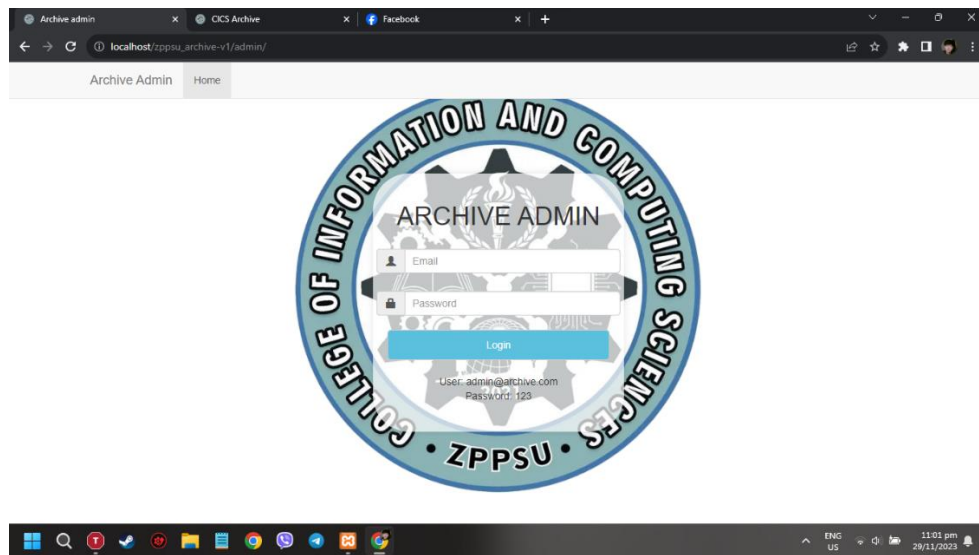 Archive admin
CICS Archive
Facebook
localhost/zppsu_archive-v1/admin/
Archive Admin Home
COLLEGE OF INFORMATION AND COMPUTING SCIENCES
• ZPPSU •
ARCHIVE ADMIN
Email
Password
Login
User: admin@archive.com
2021
Password: 123
ENG
US
11:01 pm
29/11/2023